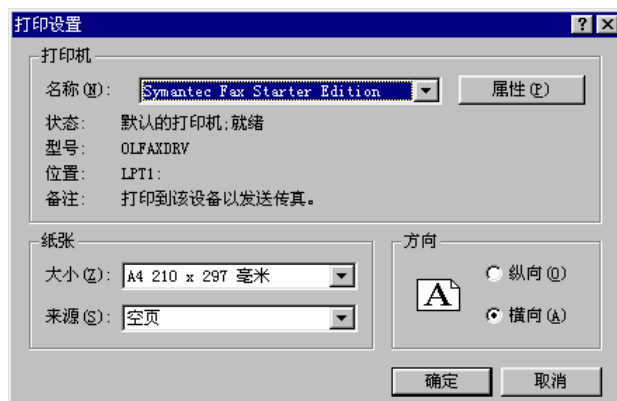 打印设置
打印机
名称(N): Symantec Fax Starter Edition 属性(P)
状态: 默认的打印机;就绪
型号: OLFAXDRV
位置: LPT1:
备注: 打印到该设备以发送传真。
纸张
大小(Z): A4 210 x 297 毫米
来源(S): 空页
方向
A
纵向(O)
横向(A)
确定 取消